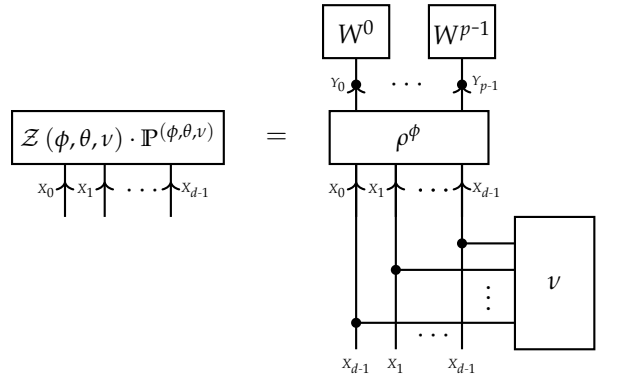 W^0 W^{p-1}
Y_0 ··· Y_{p-1}
Z (ϕ, θ, ν) · ℙ^{(ϕ,θ,ν)} = ρ^ϕ
X_0 X_1 ··· X_{d-1} X_0 X_1 ··· X_{d-1}
⋮ ν
···
X_{d-1} X_1 X_{d-1}